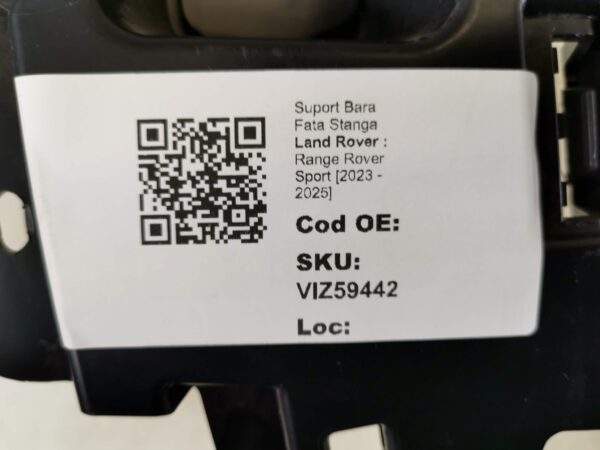 Suport Bara
Fata Stanga
Land Rover :
Range Rover
Sport [2023 -
2025]
Cod OE:
SKU:
VIZ59442
Loc: